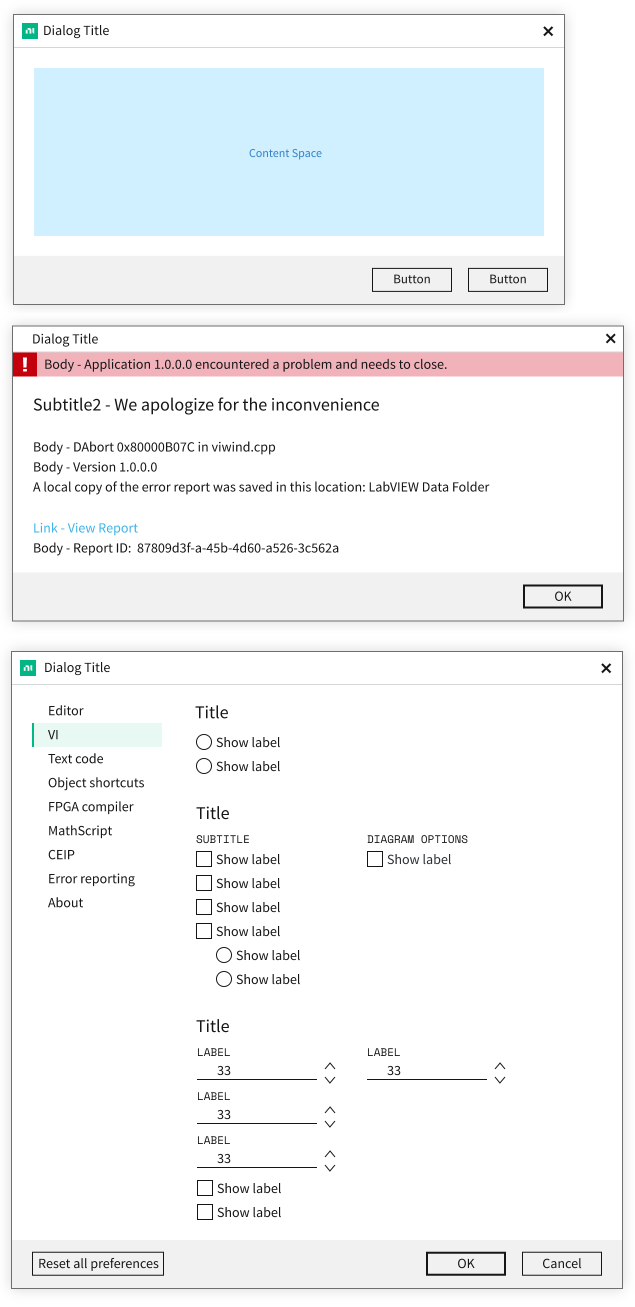 Dialog Title
Content Space
Button Button
Dialog Title
Body - Application 1.0.0.0 encountered a problem and needs to close.
Subtitle2 - We apologize for the inconvenience
Body - DAbort 0x80000B07C in viwind.cpp
Body - Version 1.0.0.0
A local copy of the error report was saved in this location: LabVIEW Data Folder
Link - View Report
Body - Report ID:  87809d3f-a-45b-4d60-a526-3c562a
OK
Dialog Title
Editor
VI
Text code
Object shortcuts
FPGA compiler
MathScript
CEIP
Error reporting
About
Title
Show label
Show label
Title
SUBTITLE
Show label
Show label
Show label
Show label
Show label
Show label
DIAGRAM OPTIONS
Show label
Title
LABEL
33
LABEL
33
LABEL
33
LABEL
33
Show label
Show label
Reset all preferences OK Cancel